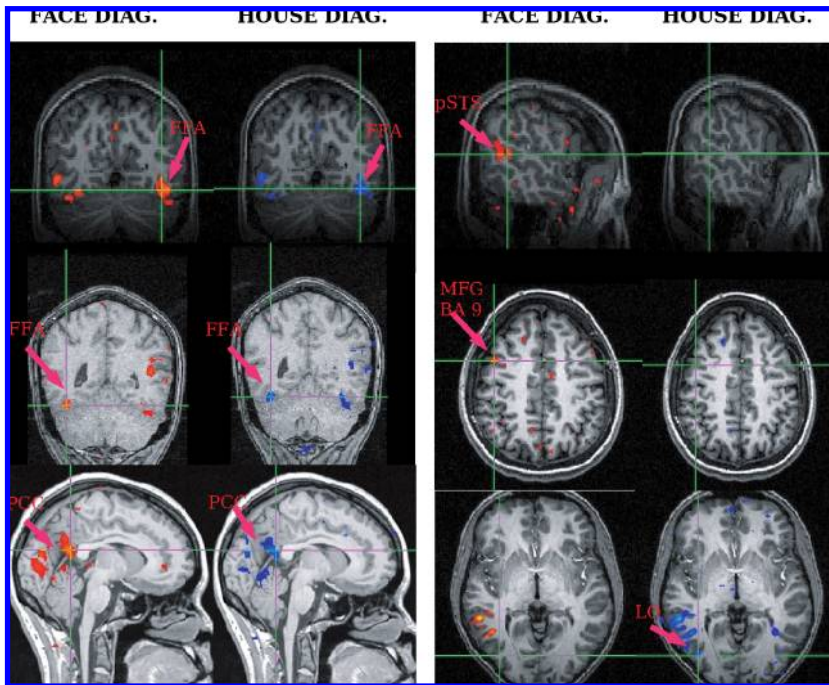 FACE DIAG.
HOUSE DIAG.
FACE DIAG.
HOUSE DIAG.
FFA
FFA
pSTS
FFA
FFA
MFG
BA 9
PCC
PCC
LO